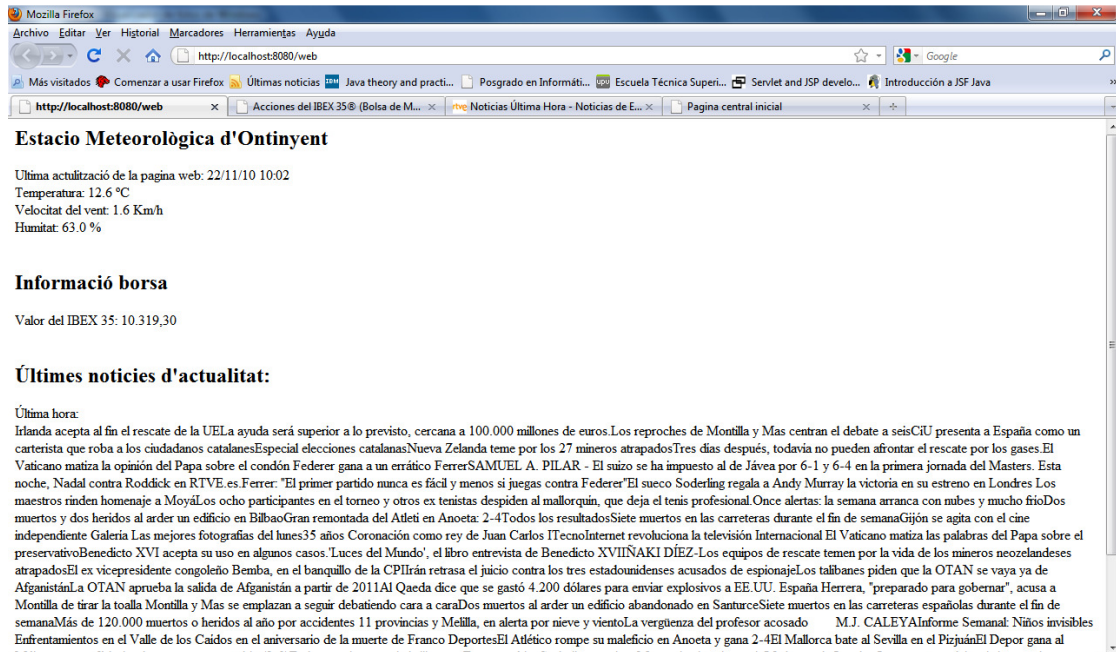 Mozilla Firefox
Archivo Editar Ver Historial Marcadores Herramientas Ayuda
http://localhost:8080/web
Google
Más visitados Comenzar a usar Firefox Últimas noticias IBM Java theory and practi... Posgrado en Informáti... upv Escuela Técnica Superi... Servlet and JSP develo... Introducción a JSF Java »
http://localhost:8080/web Acciones del IBEX 35® (Bolsa de M... rtve Noticias Última Hora - Noticias de E... Pagina central inicial
Estacio Meteorològica d'Ontinyent
Ultima actulització de la pagina web: 22/11/10 10:02
Temperatura: 12.6 ºC
Velocitat del vent: 1.6 Km/h
Humitat: 63.0 %
Informació borsa
Valor del IBEX 35: 10.319,30
Últimes noticies d'actualitat:
Última hora:
Irlanda acepta al fin el rescate de la UELa ayuda será superior a lo previsto, cercana a 100.000 millones de euros.Los reproches de Montilla y Mas centran el debate a seisCiU presenta a España como un
carterista que roba a los ciudadanos catalanesEspecial elecciones catalanasNueva Zelanda teme por los 27 mineros atrapadosTres dias después, todavia no pueden afrontar el rescate por los gases.El
Vaticano matiza la opinión del Papa sobre el condón Federer gana a un errático FerrerSAMUEL A. PILAR - El suizo se ha impuesto al de Jávea por 6-1 y 6-4 en la primera jornada del Masters. Esta
noche, Nadal contra Roddick en RTVE.es.Ferrer: "El primer partido nunca es fácil y menos si juegas contra Federer"El sueco Soderling regala a Andy Murray la victoria en su estreno en Londres Los
maestros rinden homenaje a MoyáLos ocho participantes en el torneo y otros ex tenistas despiden al mallorquin, que deja el tenis profesional.Once alertas: la semana arranca con nubes y mucho frioDos
muertos y dos heridos al arder un edificio en BilbaoGran remontada del Atleti en Anoeta: 2-4Todos los resultadosSiete muertos en las carreteras durante el fin de semanaGijón se agita con el cine
independiente Galería Las mejores fotografias del lunes35 años Coronación como rey de Juan Carlos ITecnoInternet revoluciona la televisión Internacional El Vaticano matiza las palabras del Papa sobre el
preservativoBenedicto XVI acepta su uso en algunos casos.'Luces del Mundo', el libro entrevista de Benedicto XVIIÑAKI DÍEZ-Los equipos de rescate temen por la vida de los mineros neozelandeses
atrapadosEl ex vicepresidente congoleño Bemba, en el banquillo de la CPIIrán retrasa el juicio contra los tres estadounidenses acusados de espionajeLos talibanes piden que la OTAN se vaya ya de
AfganistánLa OTAN aprueba la salida de Afganistán a partir de 2011Al Qaeda dice que se gastó 4.200 dólares para enviar explosivos a EE.UU. España Herrera, "preparado para gobernar", acusa a
Montilla de tirar la toalla Montilla y Mas se emplazan a seguir debatiendo cara a caraDos muertos al arder un edificio abandonado en SanturceSiete muertos en las carreteras españolas durante el fin de
semanaMás de 120.000 muertos o heridos al año por accidentes 11 provincias y Melilla, en alerta por nieve y vientoLa vergüenza del profesor acosado M.J. CALEYAInforme Semanal: Niños invisibles
Enfrentamientos en el Valle de los Caidos en el aniversario de la muerte de Franco DeportesEl Atlético rompe su maleficio en Anoeta y gana 2-4El Mallorca bate al Sevilla en el PizjuánEl Depor gana al